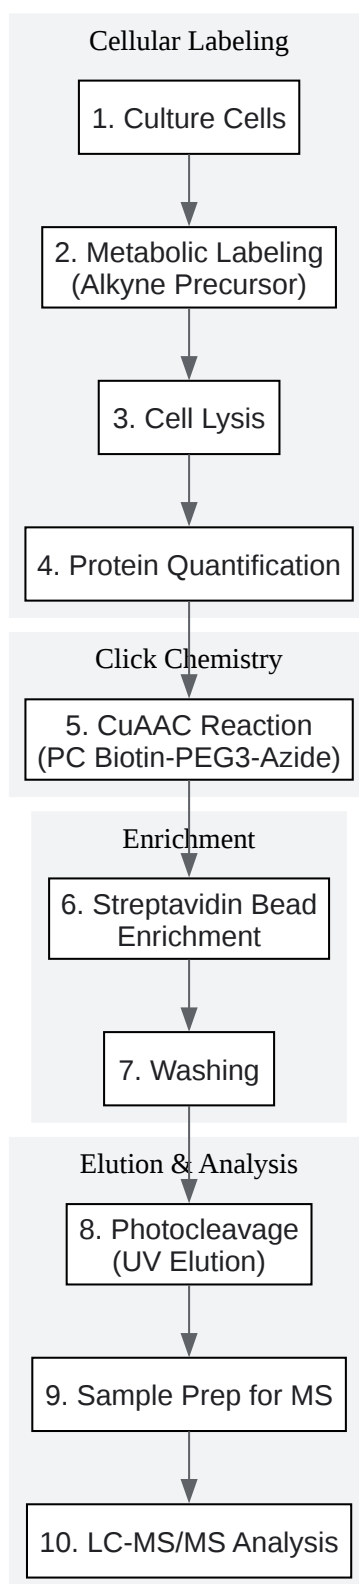 Cellular Labeling
1. Culture Cells
2. Metabolic Labeling
(Alkyne Precursor)
3. Cell Lysis
4. Protein Quantification
Click Chemistry
5. CuAAC Reaction
(PC Biotin-PEG3-Azide)
Enrichment
6. Streptavidin Bead
Enrichment
7. Washing
Elution & Analysis
8. Photocleavage
(UV Elution)
9. Sample Prep for MS
10. LC-MS/MS Analysis